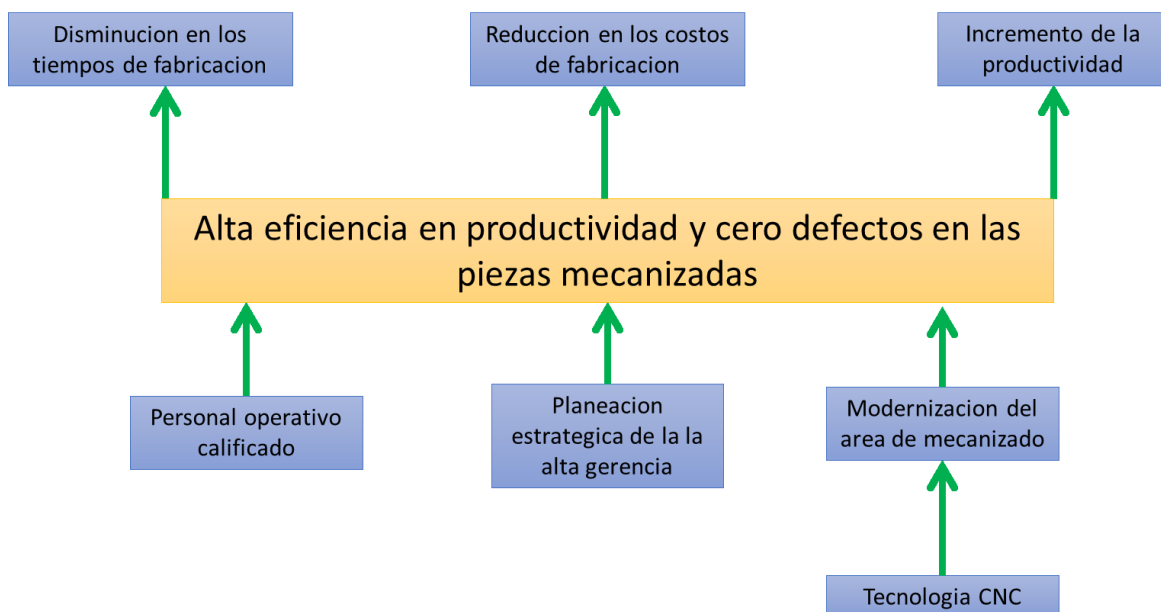 Disminucion en los
tiempos de fabricacion
Reduccion en los costos
de fabricacion
Incremento de la
productividad
Alta eficiencia en productividad y cero defectos en las
piezas mecanizadas
Personal operativo
calificado
Planeacion
estrategica de la la
alta gerencia
Modernizacion del
area de mecanizado
Tecnologia CNC